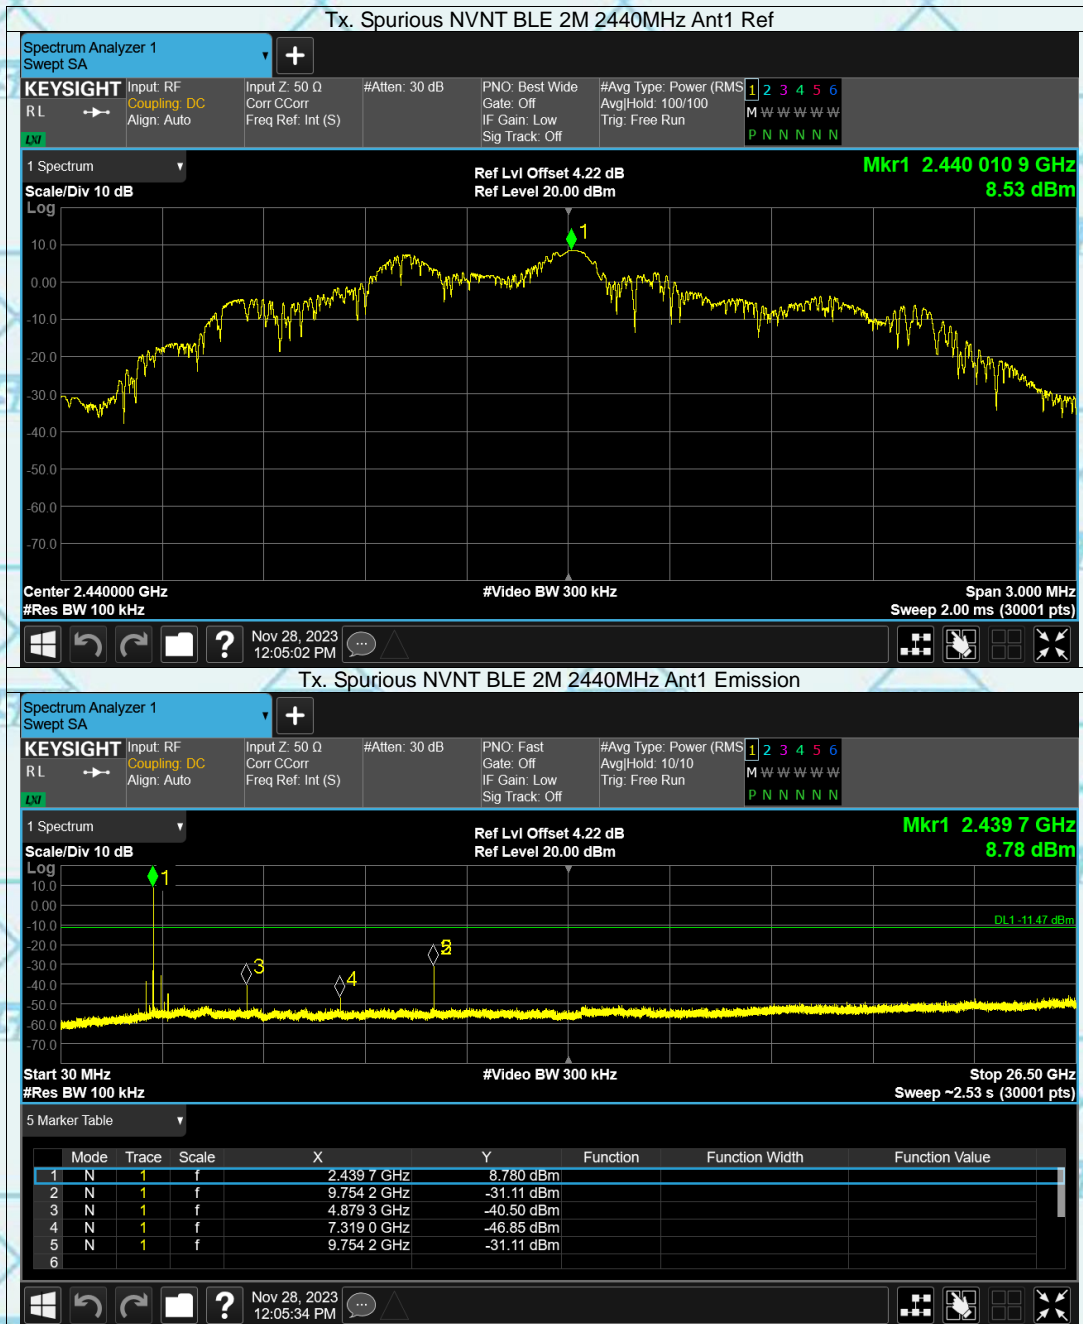 Tx. Spurious NVNT BLE 2M 2440MHz Ant1 Ref
Spectrum Analyzer 1
Swept SA
+
KEYSIGHT Input: RF Input Z: 50 Ω #Atten: 30 dB PNO: Best Wide #Avg Type: Power (RMS 1 2 3 4 5 6
RL Coupling: DC Corr CCorr Gate: Off Avg|Hold: 100/100 M W W W W W
Align: Auto Freq Ref: Int (S) IF Gain: Low Trig: Free Run
LXI Sig Track: Off P N N N N N
1 Spectrum
Ref Lvl Offset 4.22 dB Mkr1 2.440 010 9 GHz
Scale/Div 10 dB Ref Level 20.00 dBm 8.53 dBm
Log
1
10.0
0.00
-10.0
-20.0
-30.0
-40.0
-50.0
-60.0
-70.0
Center 2.440000 GHz #Video BW 300 kHz Span 3.000 MHz
#Res BW 100 kHz Sweep 2.00 ms (30001 pts)
? Nov 28, 2023
12:05:02 PM
Tx. Spurious NVNT BLE 2M 2440MHz Ant1 Emission
Spectrum Analyzer 1
Swept SA
+
KEYSIGHT Input: RF Input Z: 50 Ω #Atten: 30 dB PNO: Fast #Avg Type: Power (RMS 1 2 3 4 5 6
RL Coupling: DC Corr CCorr Gate: Off Avg|Hold: 10/10 M W W W W W
Align: Auto Freq Ref: Int (S) IF Gain: Low Trig: Free Run
LXI Sig Track: Off P N N N N N
1 Spectrum
Ref Lvl Offset 4.22 dB Mkr1 2.439 7 GHz
Scale/Div 10 dB Ref Level 20.00 dBm 8.78 dBm
Log
1
10.0
0.00
DL1 -11.47 dBm
-10.0
-20.0
-30.0
3
4
-40.0
-50.0
-60.0
-70.0
Start 30 MHz #Video BW 300 kHz Stop 26.50 GHz
#Res BW 100 kHz Sweep ~2.53 s (30001 pts)
5 Marker Table
Mode Trace Scale X Y Function Function Width Function Value
1 N 1 f 2.439 7 GHz 8.780 dBm
2 N 1 f 9.754 2 GHz -31.11 dBm
3 N 1 f 4.879 3 GHz -40.50 dBm
4 N 1 f 7.319 0 GHz -46.85 dBm
5 N 1 f 9.754 2 GHz -31.11 dBm
6
? Nov 28, 2023
12:05:34 PM